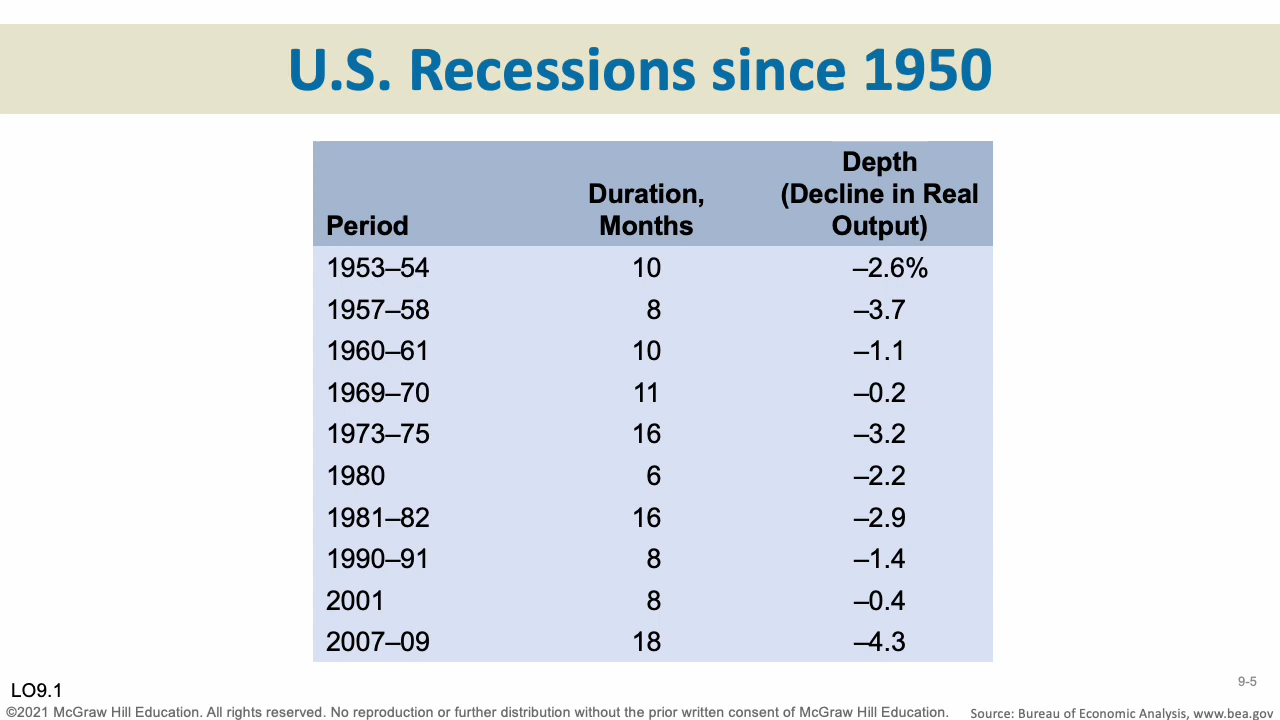 U.S. Recessions since 1950
Period Duration, Months Depth (Decline in Real Output)
1953–54 10 –2.6%
1957–58 8 –3.7
1960–61 10 –1.1
1969–70 11 –0.2
1973–75 16 –3.2
1980 6 –2.2
1981–82 16 –2.9
1990–91 8 –1.4
2001 8 –0.4
2007–09 18 –4.3
LO9.1
9-5
©2021 McGraw Hill Education. All rights reserved. No reproduction or further distribution without the prior written consent of McGraw Hill Education.
Source: Bureau of Economic Analysis, www.bea.gov